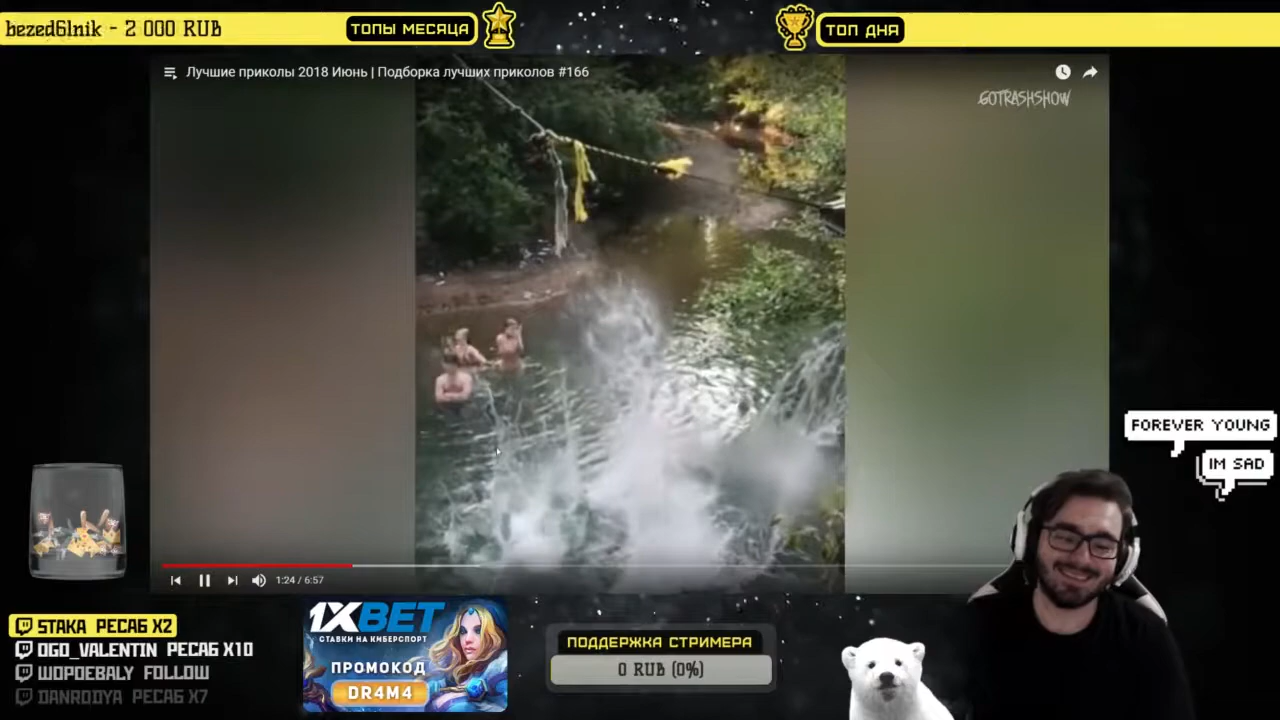 bezed6lnik - 2 000 RUB
ТОПЫ МЕСЯЦА
ТОП ДНЯ
Лучшие приколы 2018 Июнь | Подборка лучших приколов #166
GOTRASHSHOW
FOREVER YOUNG
IM SAD
1:24 / 6:57
STAKA РЕСАБ X2
OGO_VALENTIN РЕСАБ X10
WOPOEBALY FOLLOW
DANRODYA РЕСАБ X7
1XBET
СТАВКИ НА КИБЕРСПОРТ
ПРОМОКОД
DR4M4
ПОДДЕРЖКА СТРИМЕРА
0 RUB (0%)